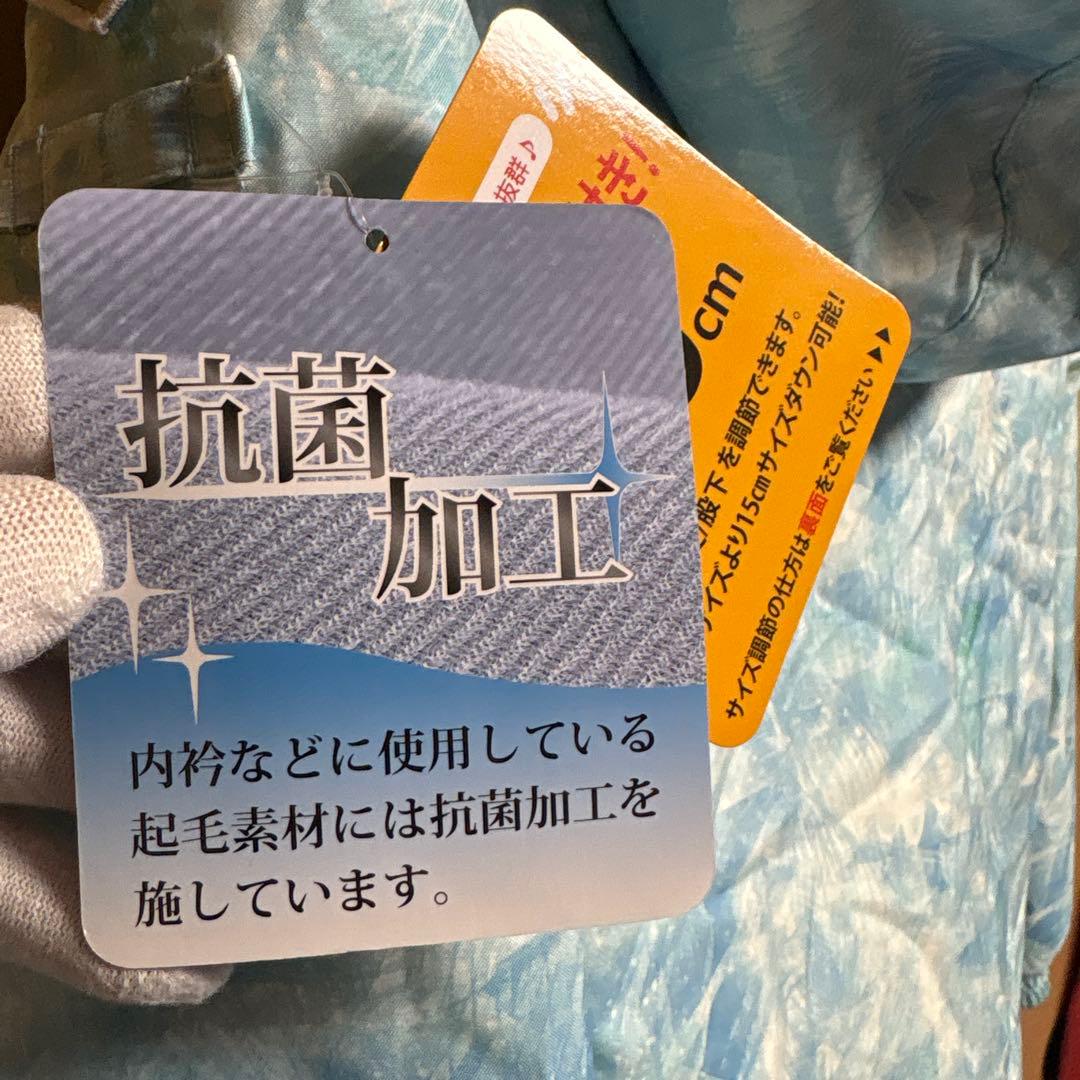 抗菌
加工
内衿などに使用している
起毛素材には抗菌加工を
施しています。
抜群♪
cm
股下を調節できます。
イズより15cmサイズダウン可能!
サイズ調節の仕方は裏面をご覧ください▶▶